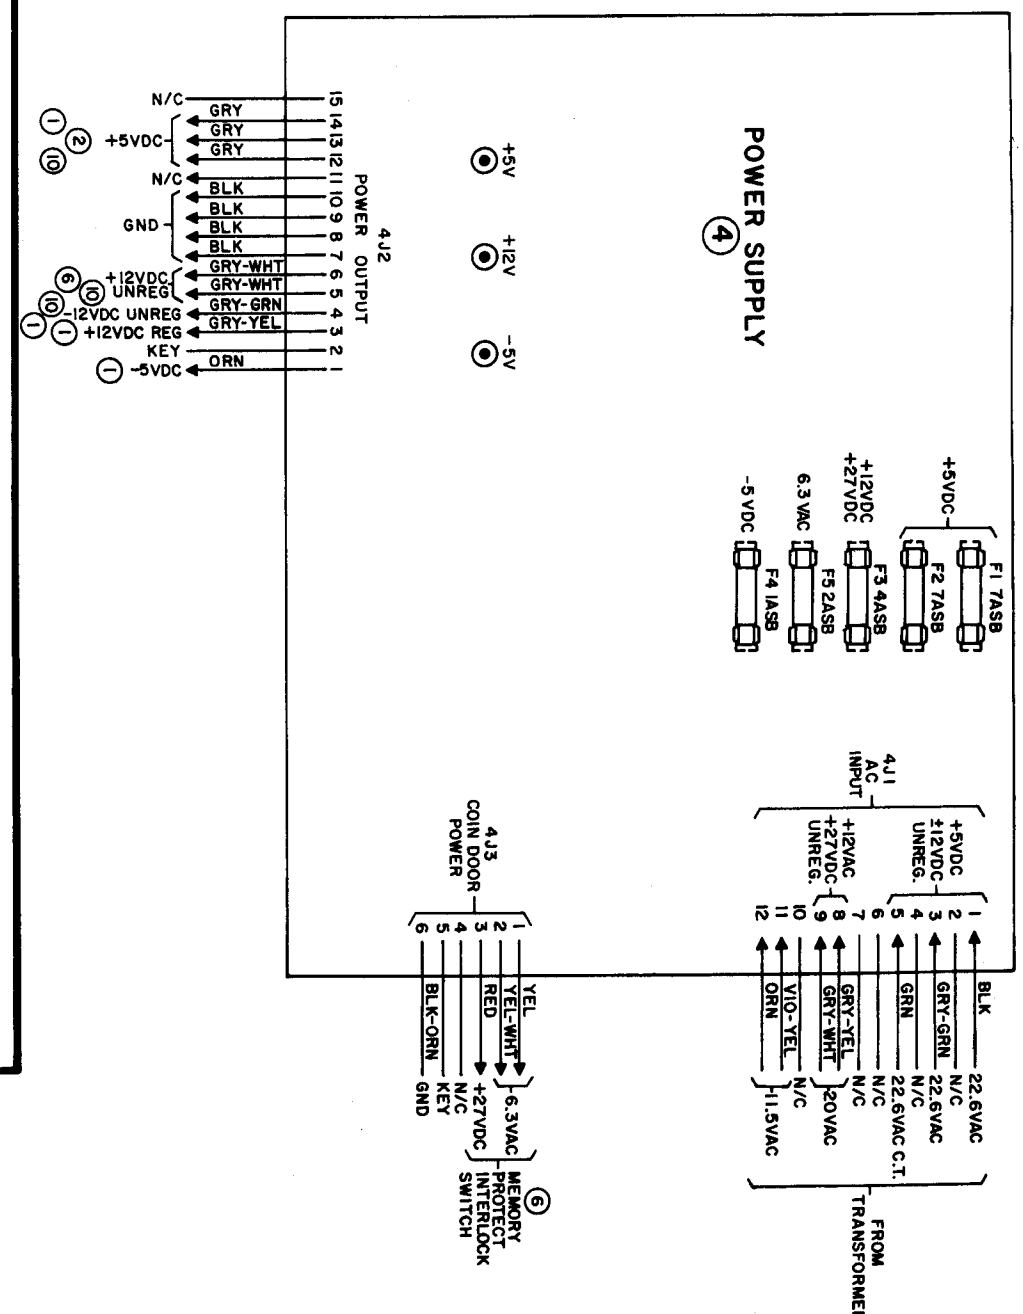 POWER SUPPLY
4
+5V
+12V
-5V
4J2
POWER OUTPUT
N/C 15
GRY 14
GRY 13
GRY 12
+5VDC
1
2
10
N/C 11
BLK 10
BLK 9
BLK 8
BLK 7
GND
GRY-WHT 6
GRY-WHT 5
+12VDC
UNREG
6
10
-12VDC UNREG GRY-GRN 4
10
1
+12VDC REG GRY-YEL 3
1
KEY 2
-5VDC ORN 1
1
+5VDC
F1 7ASB
F2 7ASB
+12VDC
+27VDC
F3 4ASB
6.3 VAC
F5 2ASB
-5 VDC
F4 1ASB
4J1
AC
INPUT
+5VDC
±12VDC
UNREG.
+12VAC
+27VDC
UNREG.
1 BLK 22.6VAC
2 N/C
3 GRY-GRN 22.6VAC
4 N/C
5 GRN 22.6VAC C.T.
6 N/C
7 N/C
8 GRY-YEL
9 GRY-WHT
20VAC
10 N/C
11 VIO-YEL
12 ORN
11.5VAC
FROM
4J3
COIN DOOR
POWER
1 YEL
2 YEL-WHT
6.3VAC
3 RED +27VDC
4 N/C
5 KEY
6 BLK-ORN GND
6
MEMORY
PROTECT
INTERLOCK
SWITCH